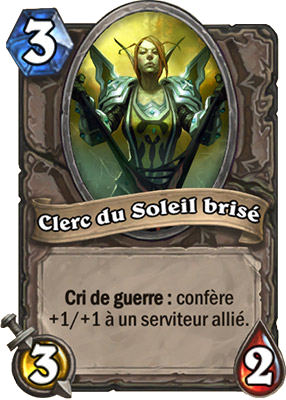 3
Clerc du Soleil brisé
Cri de guerre : confère
+1/+1 à un serviteur allié.
3
2